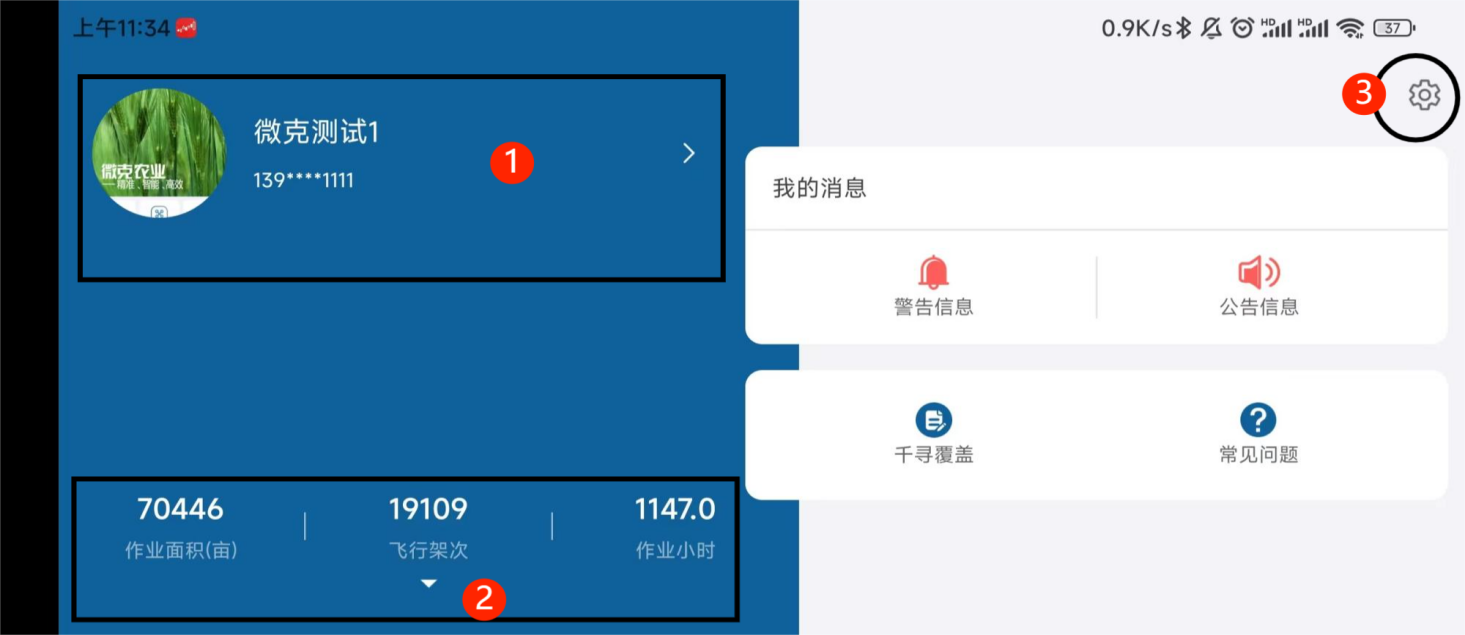 上午11:34
0.9K/s HD HD 37
3
微克测试1
139****1111
1
微克农业
精准、智能、高效
我的消息
警告信息
公告信息
千寻覆盖
常见问题
70446
19109
1147.0
作业面积(亩)
飞行架次
作业小时
2